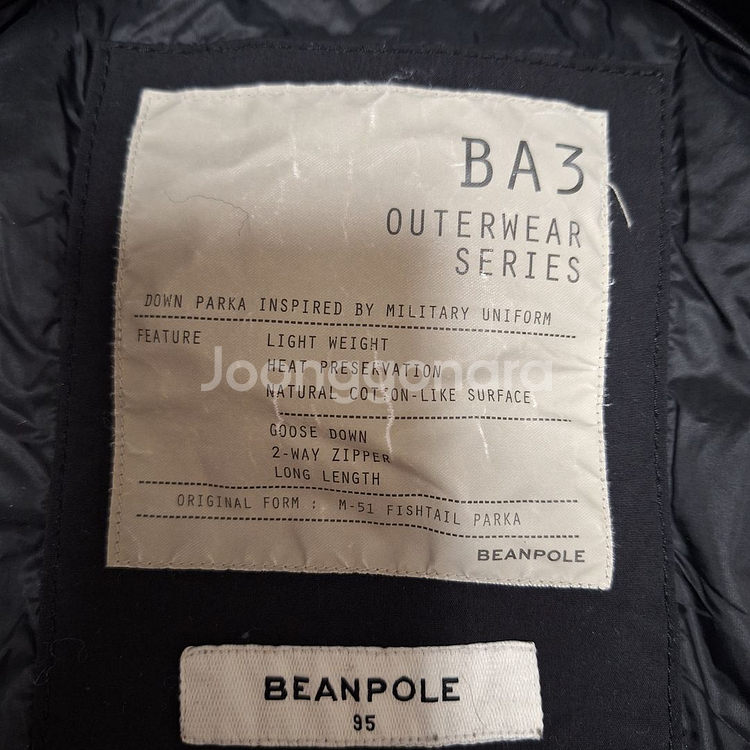 BA3
OUTERWEAR
SERIES
DOWN PARKA INSPIRED BY MILITARY UNIFORM
FEATURE LIGHT WEIGHT
HEAT PRESERVATION
NATURAL COTTON-LIKE SURFACE
Joonggonara
GOOSE DOWN
2-WAY ZIPPER
LONG LENGTH
ORIGINAL FORM : M-51 FISHTAIL PARKA
BEANPOLE
BEANPOLE
95